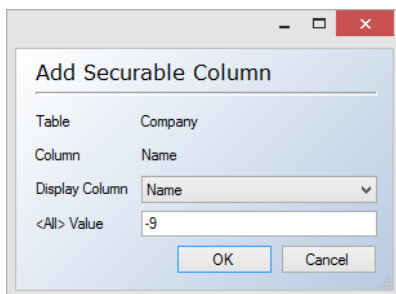 Add Securable Column
Table Company
Column Name
Display Column Name
<All> Value -9
OK Cancel